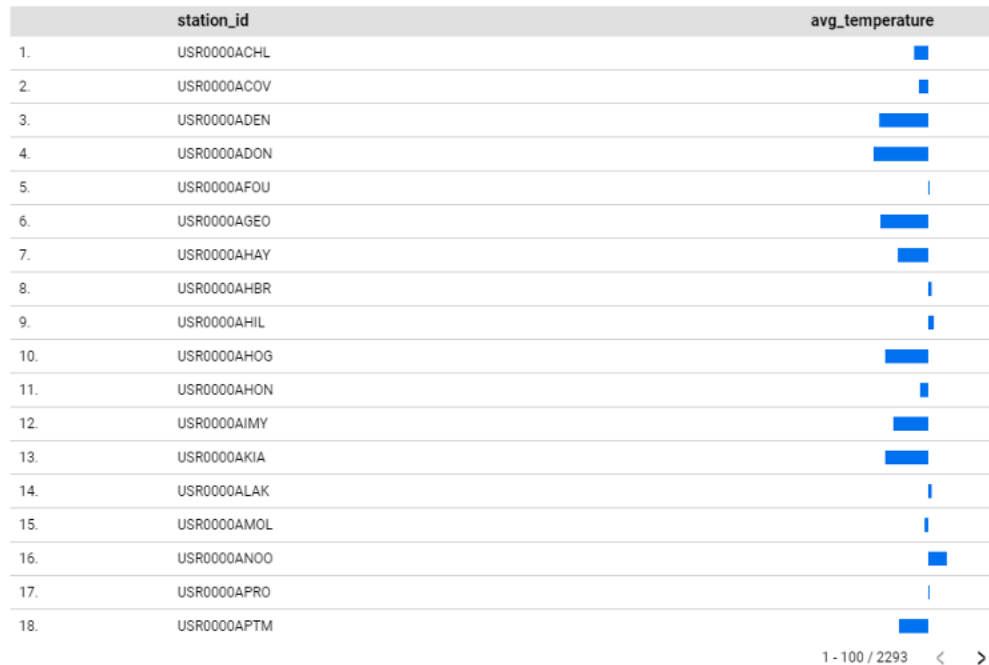 station_id avg_temperature
1. USR0000ACHL
2. USR0000ACOV
3. USR0000ADEN
4. USR0000ADON
5. USR0000AFOU
6. USR0000AGEO
7. USR0000AHAY
8. USR0000AHBR
9. USR0000AHIL
10. USR0000AHOG
11. USR0000AHON
12. USR0000AIMY
13. USR0000AKIA
14. USR0000ALAK
15. USR0000AMOL
16. USR0000ANOO
17. USR0000APRO
18. USR0000APTM
1 - 100 / 2293 < >